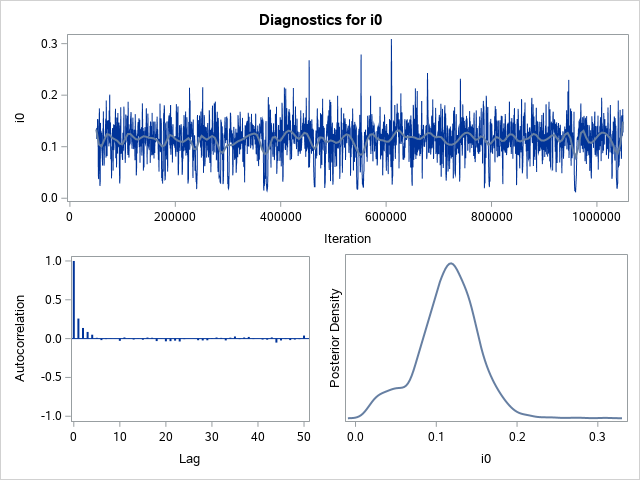 Diagnostics for i0
0.3
0.2
0.1
0.0
i0
0 200000 400000 600000 800000 1000000
Iteration
1.0
0.5
0.0
-0.5
-1.0
Autocorrelation
0 10 20 30 40 50
Lag
Posterior Density
0.0 0.1 0.2 0.3
i0